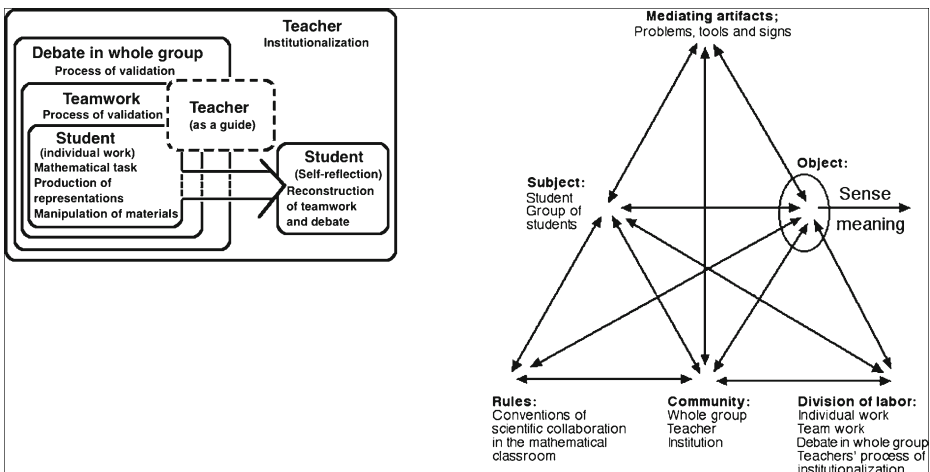 Teacher
Institutionalization
Debate in whole group
Process of validation
Teamwork
Process of validation
Teacher
(as a guide)
Student
(individual work)
Mathematical task
Production of
representations
Manipulation of materials
Student
(Self-reflection)
Reconstruction
of teamwork
and debate
Mediating artifacts;
Problems, tools and signs
Subject:
Student
Group of
students
Object:
Sense
meaning
Rules:
Conventions of
scientific collaboration
in the mathematical
classroom
Community:
Whole group
Teacher
Institution
Division of labor:
Individual work
Team work
Debate in whole group
Teachers' process of
institutionalization